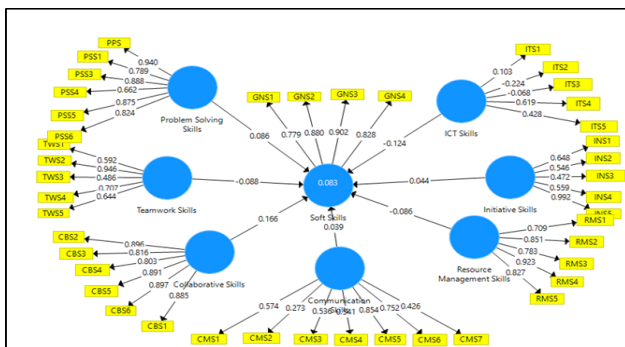 PPS
PSS1
PSS3
PSS4
PSS5
PSS6
0.940
0.789
0.888
0.662
0.875
0.824
Problem Solving
Skills
0.086
GNS1
GNS2
GNS3
GNS4
0.779
0.880
0.902
0.828
ITS1
ITS2
ITS3
ITS4
ITS5
0.103
-0.224
-0.068
0.619
0.428
ICT Skills
-0.124
TWS1
TWS2
TWS3
TWS4
TWS5
0.592
0.946
0.486
0.707
0.644
Teamwork Skills
-0.088
0.083
Soft Skills
INS1
INS2
INS3
INS4
INS5
0.648
0.546
0.472
0.559
0.992
Initiative Skills
0.044
CBS2
CBS3
CBS4
CBS5
CBS6
CBS1
0.896
0.816
0.803
0.891
0.897
0.885
Collaborative Skills
0.166
RMS1
RMS2
RMS3
RMS4
RMS5
0.709
0.851
0.783
0.923
0.827
Resource
Management Skills
-0.086
0.039
Communication
Skills
0.574
0.273
0.536
0.541
0.854
0.752
0.426
CMS1
CMS2
CMS3
CMS4
CMS5
CMS6
CMS7